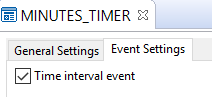 MINUTES_TIMER
General Settings Event Settings
Time interval event